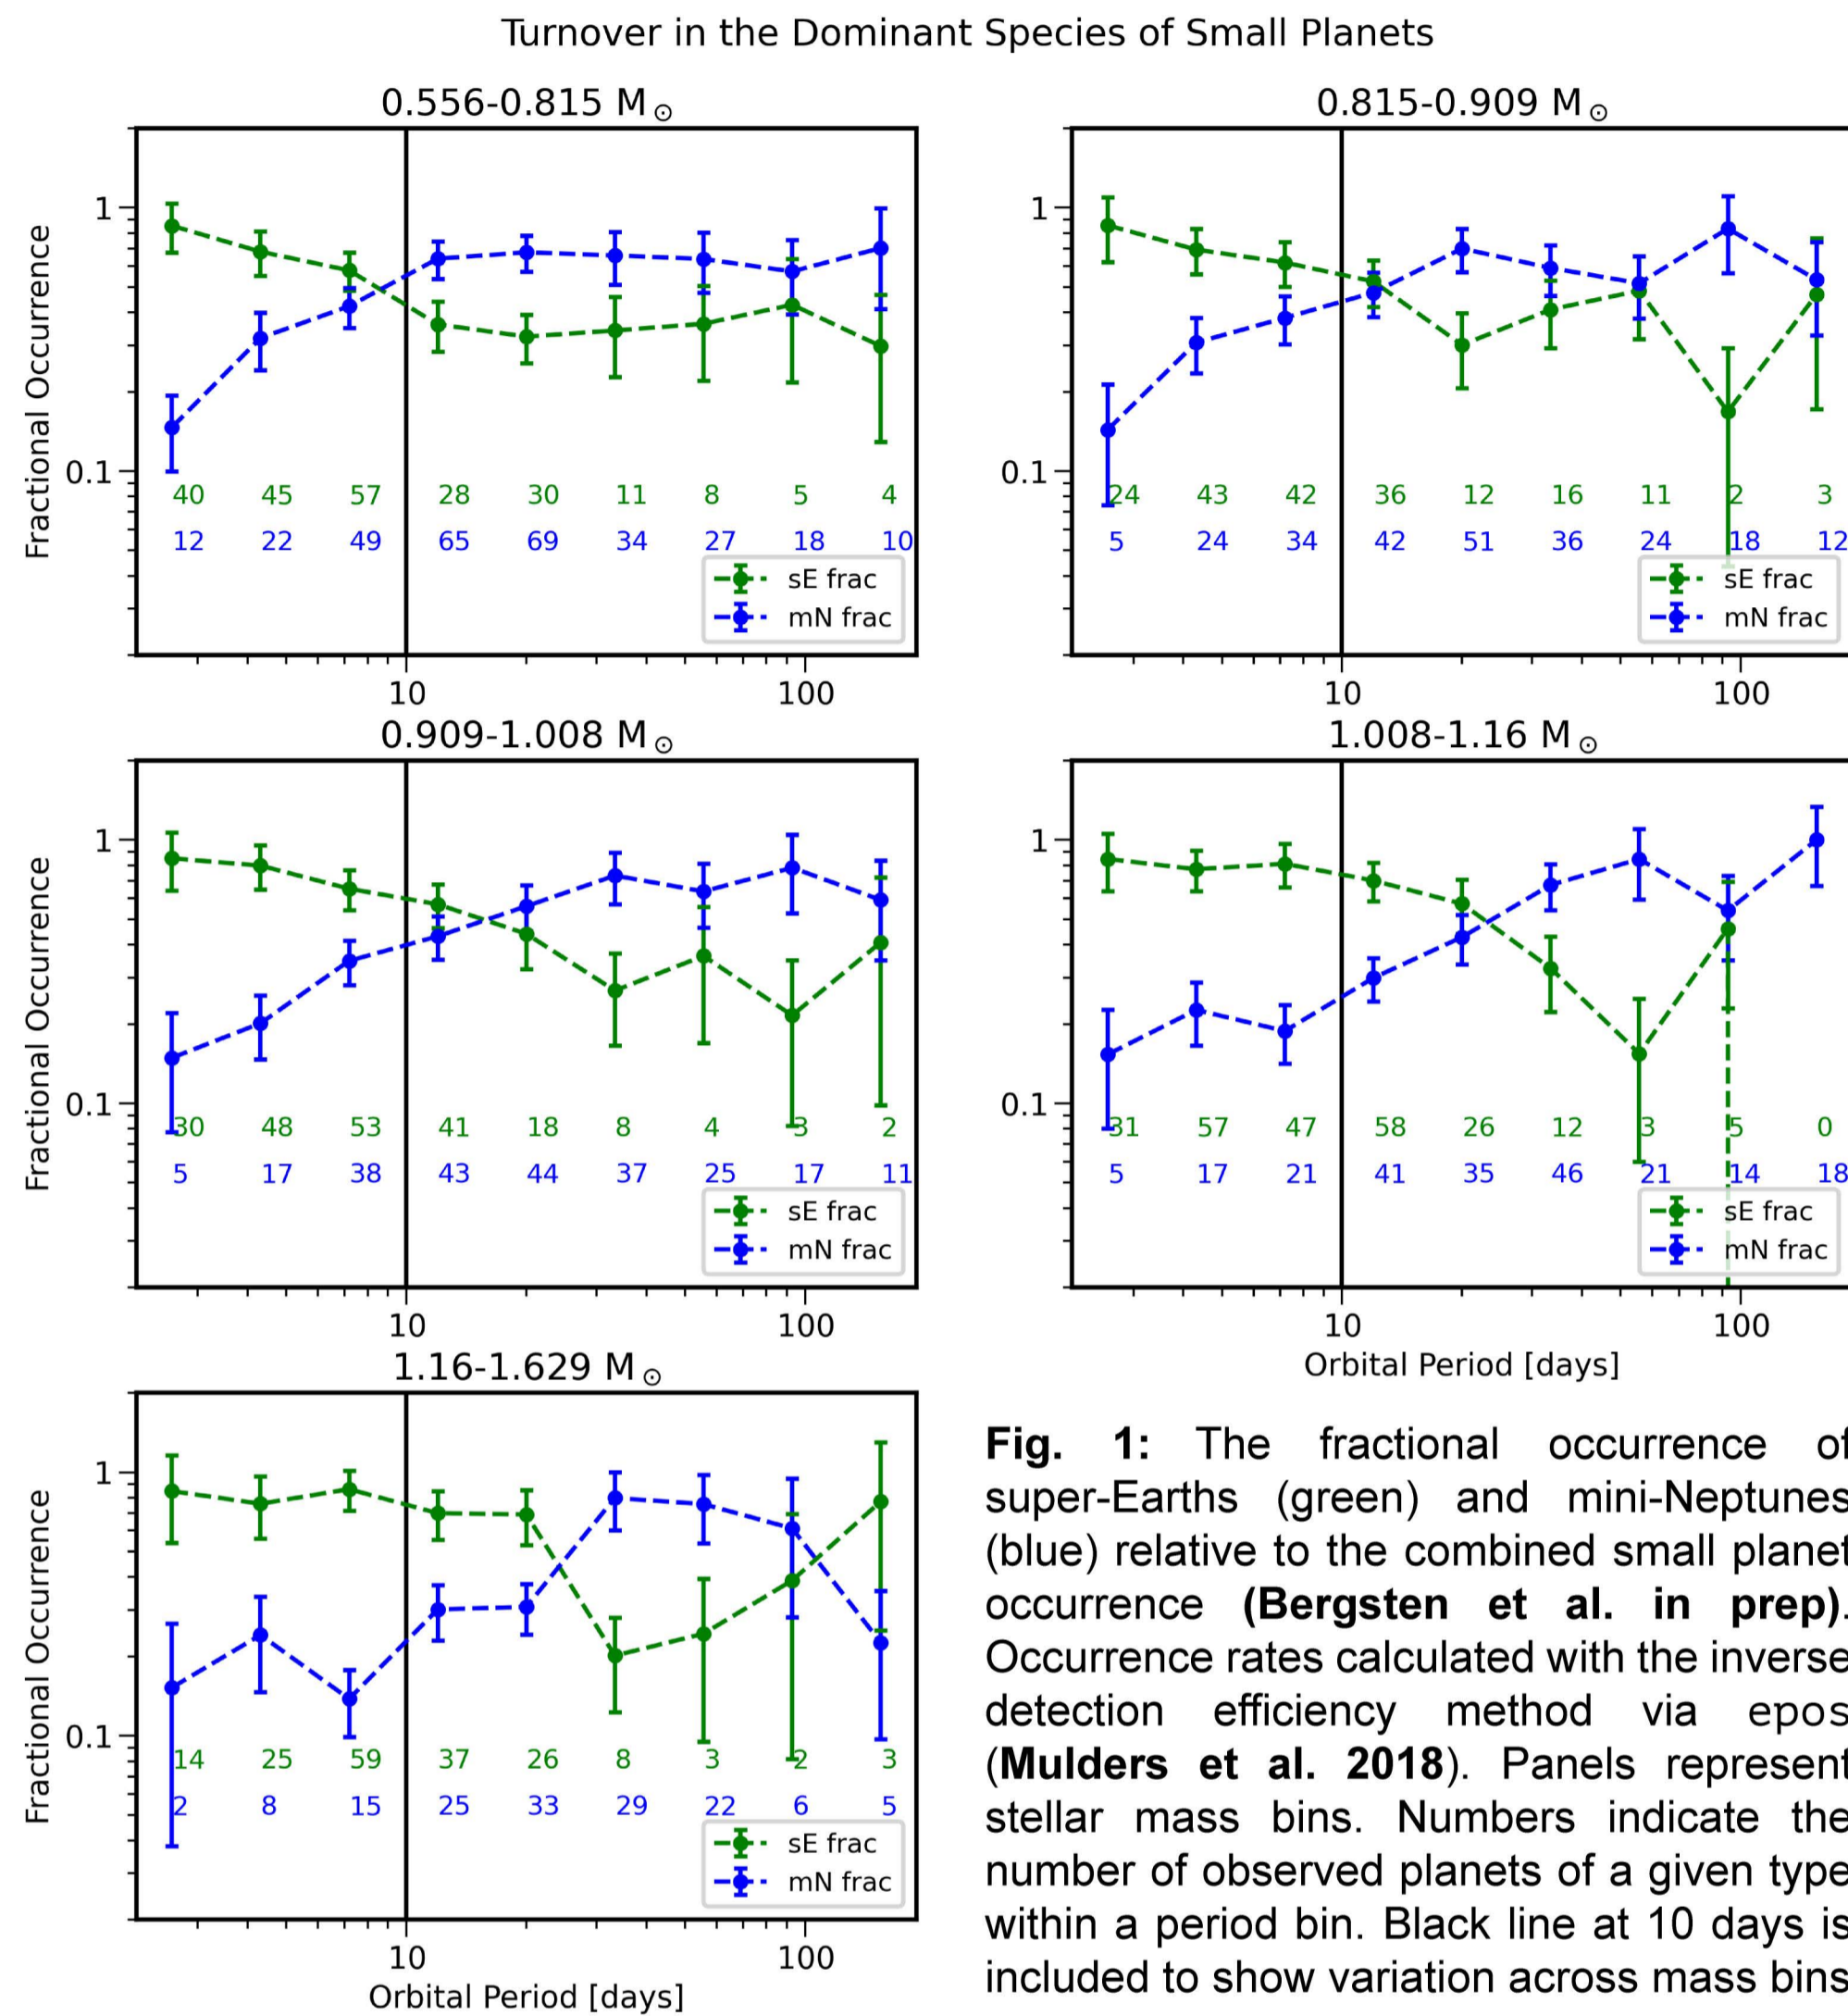 Turnover in the Dominant Species of Small Planets
0.556-0.815 M⊙
Fractional Occurrence
1
0.1
40 45 57 28 30 11 8 5 4
12 22 49 65 69 34 27 18 10
sE frac
mN frac
10 100
0.815-0.909 M⊙
1
0.1
24 43 42 36 12 16 11 2 3
5 24 34 42 51 36 24 18 12
sE frac
mN frac
10 100
0.909-1.008 M⊙
Fractional Occurrence
1
0.1
30 48 53 41 18 8 4 3 2
5 17 38 43 44 37 25 17 11
sE frac
mN frac
10 100
1.008-1.16 M⊙
1
0.1
31 57 47 58 26 12 3 5 0
5 17 21 41 35 46 21 14 18
sE frac
mN frac
10 100
Orbital Period [days]
1.16-1.629 M⊙
Fractional Occurrence
1
0.1
14 25 59 37 26 8 3 2 3
2 8 15 25 33 29 22 6 5
sE frac
mN frac
10 100
Orbital Period [days]
Fig. 1: The fractional occurrence of
super-Earths (green) and mini-Neptunes
(blue) relative to the combined small planet
occurrence (Bergsten et al. in prep).
Occurrence rates calculated with the inverse
detection efficiency method via epos
(Mulders et al. 2018). Panels represent
stellar mass bins. Numbers indicate the
number of observed planets of a given type
within a period bin. Black line at 10 days is
included to show variation across mass bins